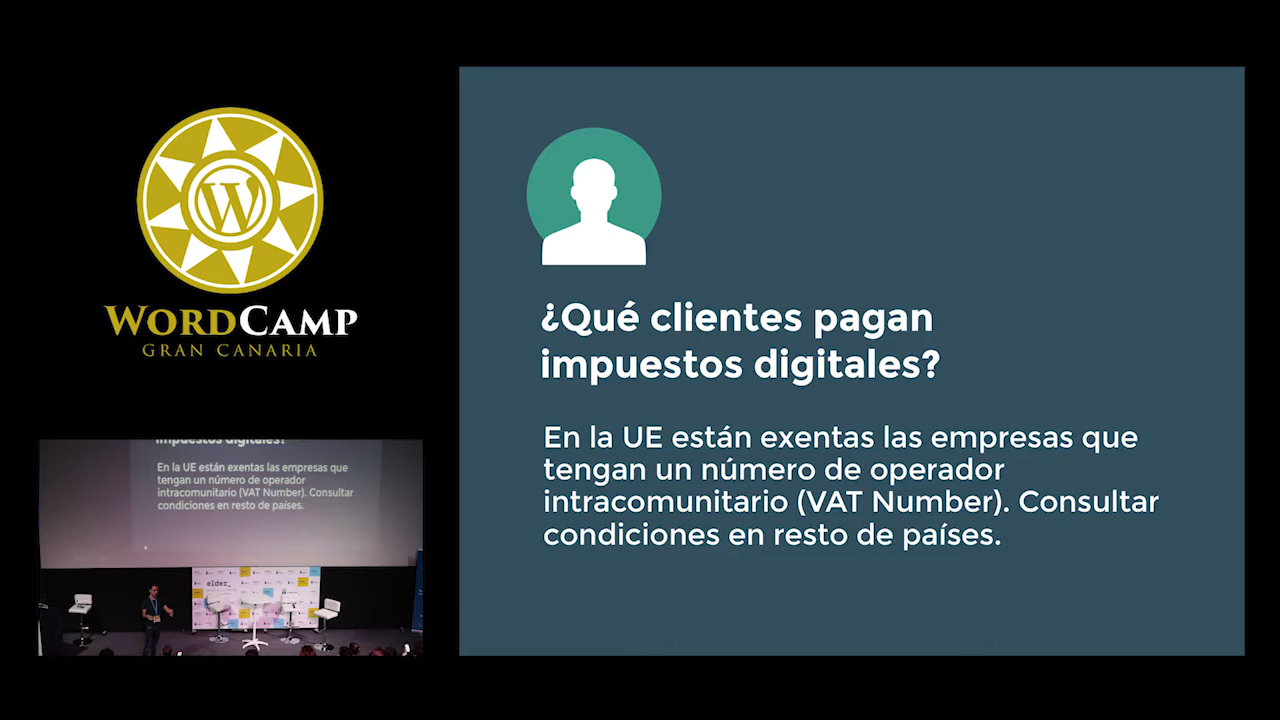 W
WORDCAMP
GRAN CANARIA
¿Qué clientes pagan
impuestos digitales?
En la UE están exentas las empresas que
tengan un número de operador
intracomunitario (VAT Number). Consultar
condiciones en resto de países.
impuestos digitales?
En la UE están exentas las empresas que
tengan un número de operador
intracomunitario (VAT Number). Consultar
condiciones en resto de países.
elder_